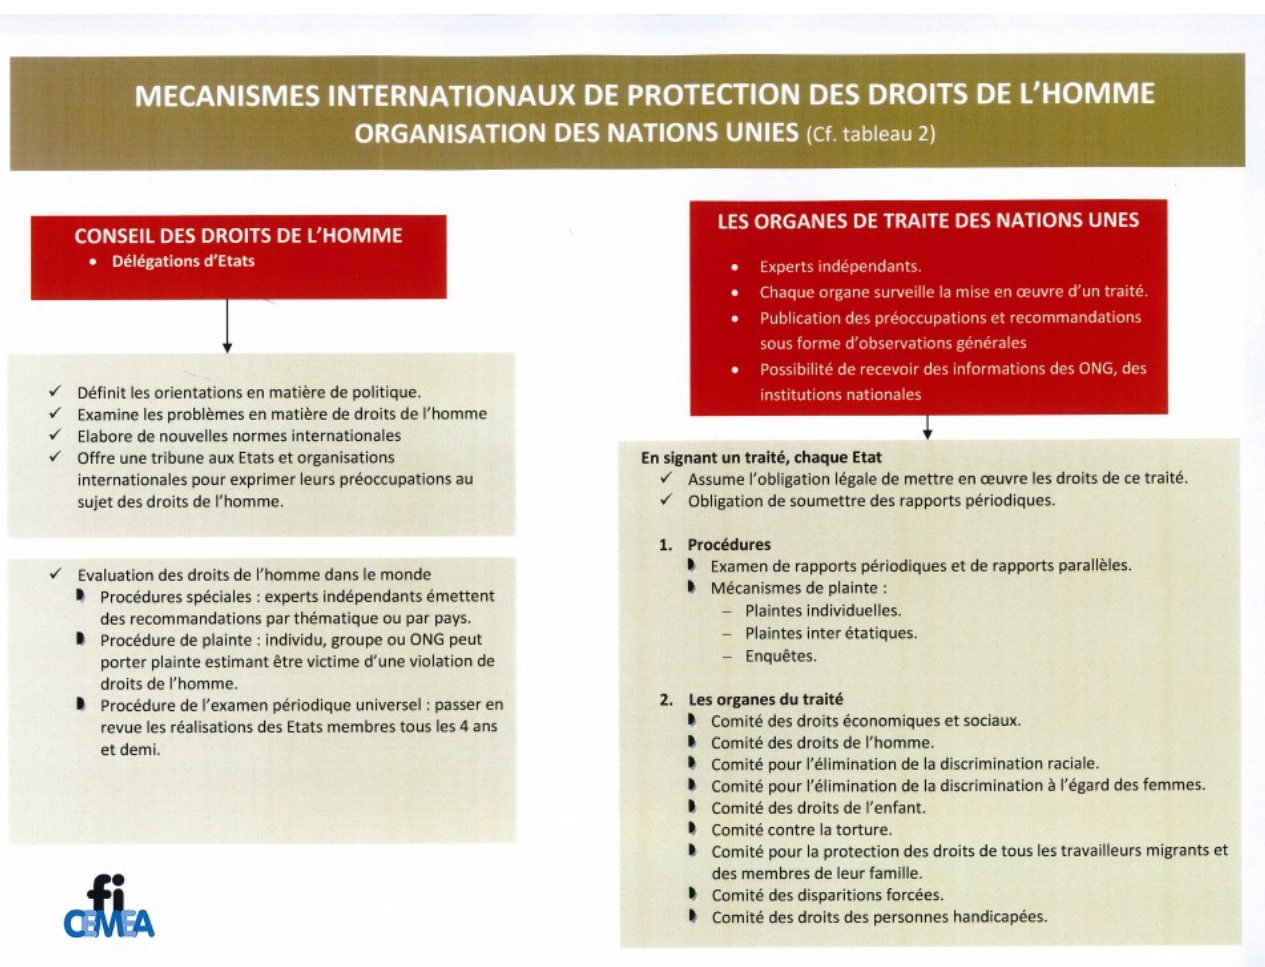 MECANISMES INTERNATIONAUX DE PROTECTION DES DROITS DE L'HOMME
ORGANISATION DES NATIONS UNIES (Cf. tableau 2)
CONSEIL DES DROITS DE L'HOMME
• Délégations d'Etats
✓ Définit les orientations en matière de politique.
✓ Examine les problèmes en matière de droits de l'homme
✓ Elabore de nouvelles normes internationales
✓ Offre une tribune aux Etats et organisations
internationales pour exprimer leurs préoccupations au
sujet des droits de l'homme.
✓ Evaluation des droits de l'homme dans le monde
Procédures spéciales : experts indépendants émettent
des recommandations par thématique ou par pays.
Procédure de plainte : individu, groupe ou ONG peut
porter plainte estimant être victime d'une violation de
droits de l'homme.
Procédure de l'examen périodique universel : passer en
revue les réalisations des Etats membres tous les 4 ans
et demi.
fi
CEMEA
LES ORGANES DE TRAITE DES NATIONS UNES
• Experts indépendants.
• Chaque organe surveille la mise en œuvre d'un traité.
• Publication des préoccupations et recommandations
sous forme d'observations générales
• Possibilité de recevoir des informations des ONG, des
institutions nationales
En signant un traité, chaque Etat
✓ Assume l'obligation légale de mettre en œuvre les droits de ce traité.
✓ Obligation de soumettre des rapports périodiques.
1. Procédures
Examen de rapports périodiques et de rapports parallèles.
Mécanismes de plainte :
– Plaintes individuelles.
– Plaintes inter étatiques.
– Enquêtes.
2. Les organes du traité
Comité des droits économiques et sociaux.
Comité des droits de l'homme.
Comité pour l'élimination de la discrimination raciale.
Comité pour l'élimination de la discrimination à l'égard des femmes.
Comité des droits de l'enfant.
Comité contre la torture.
Comité pour la protection des droits de tous les travailleurs migrants et
des membres de leur famille.
Comité des disparitions forcées.
Comité des droits des personnes handicapées.